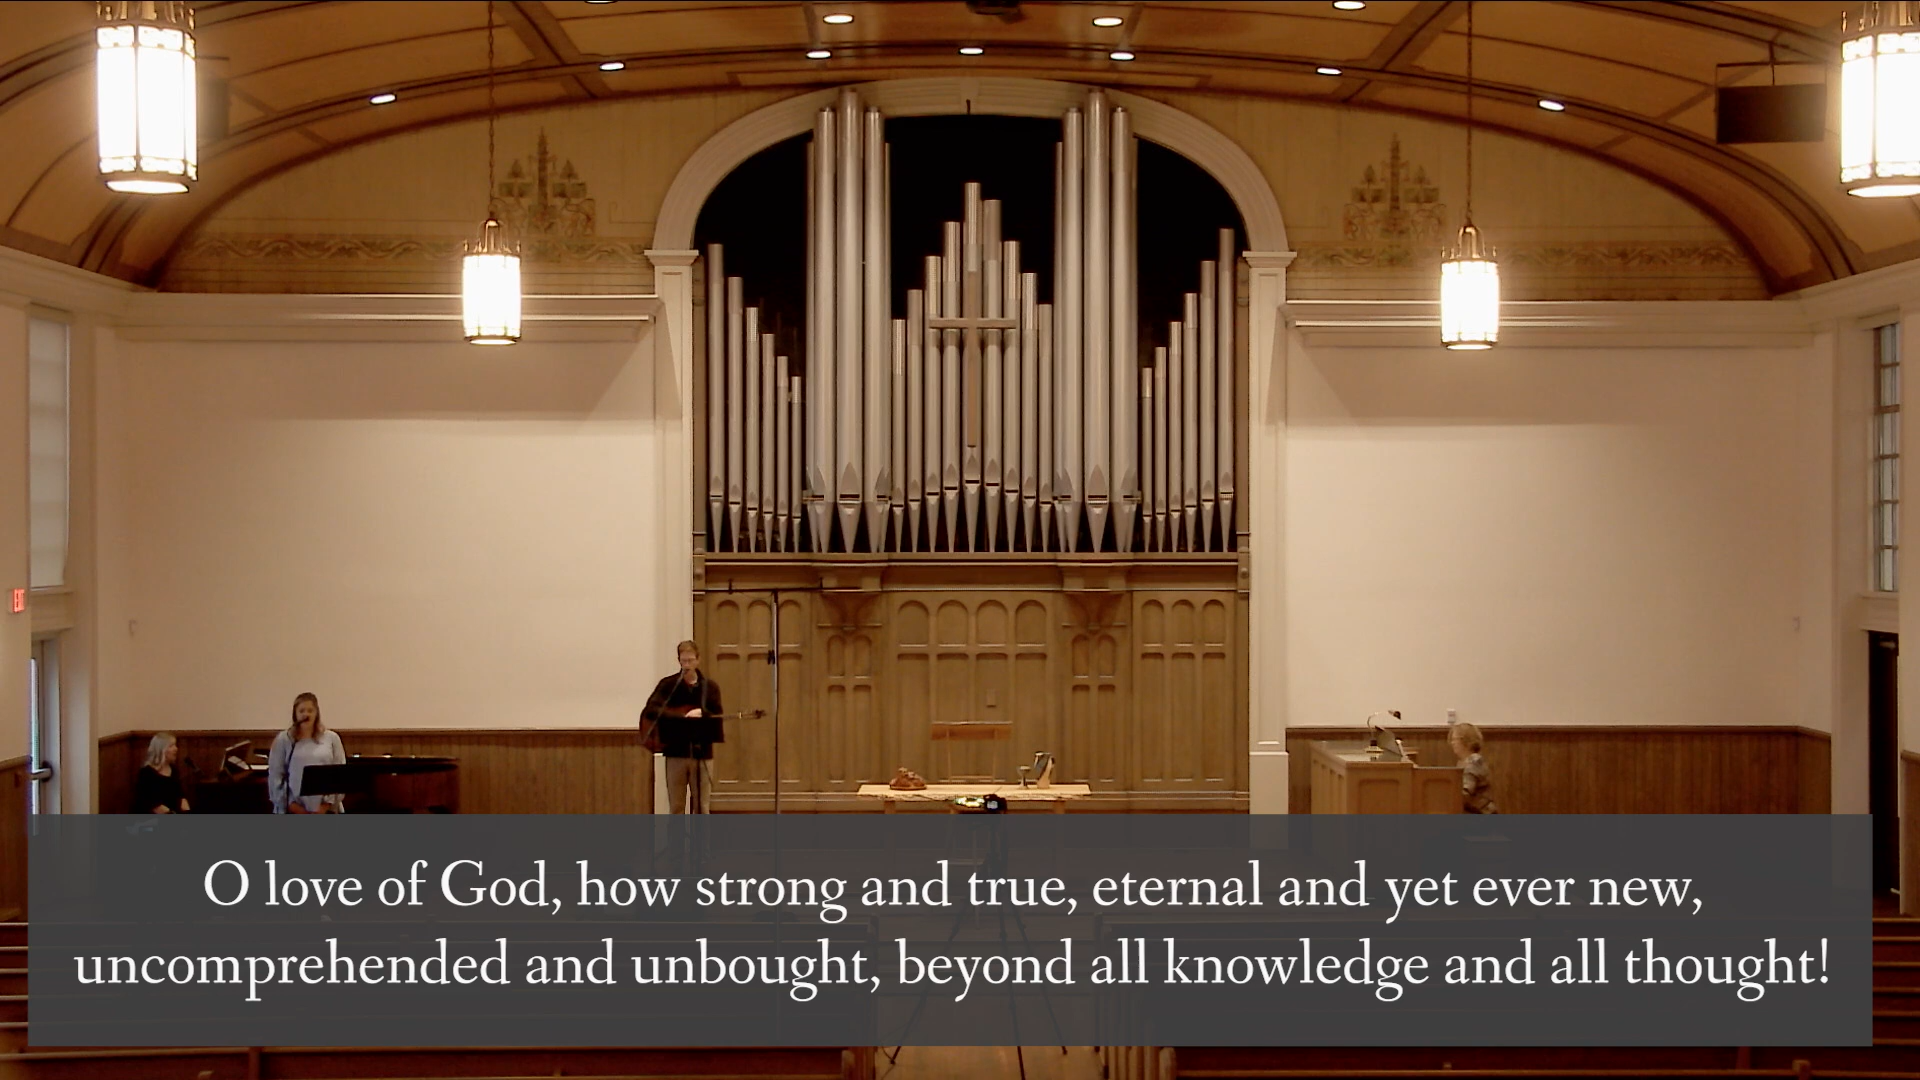 EXIT
O love of God, how strong and true, eternal and yet ever new,
uncomprehended and unbought, beyond all knowledge and all thought!